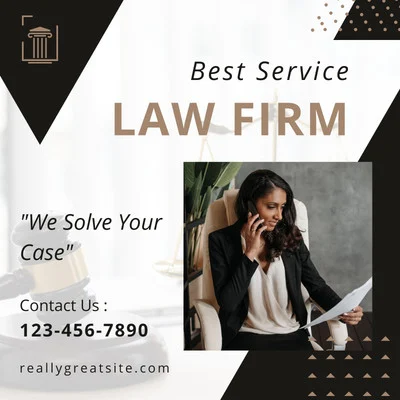 Best Service
LAW FIRM
"We Solve Your
Case"
Contact Us :
123-456-7890
reallygreatsite.com